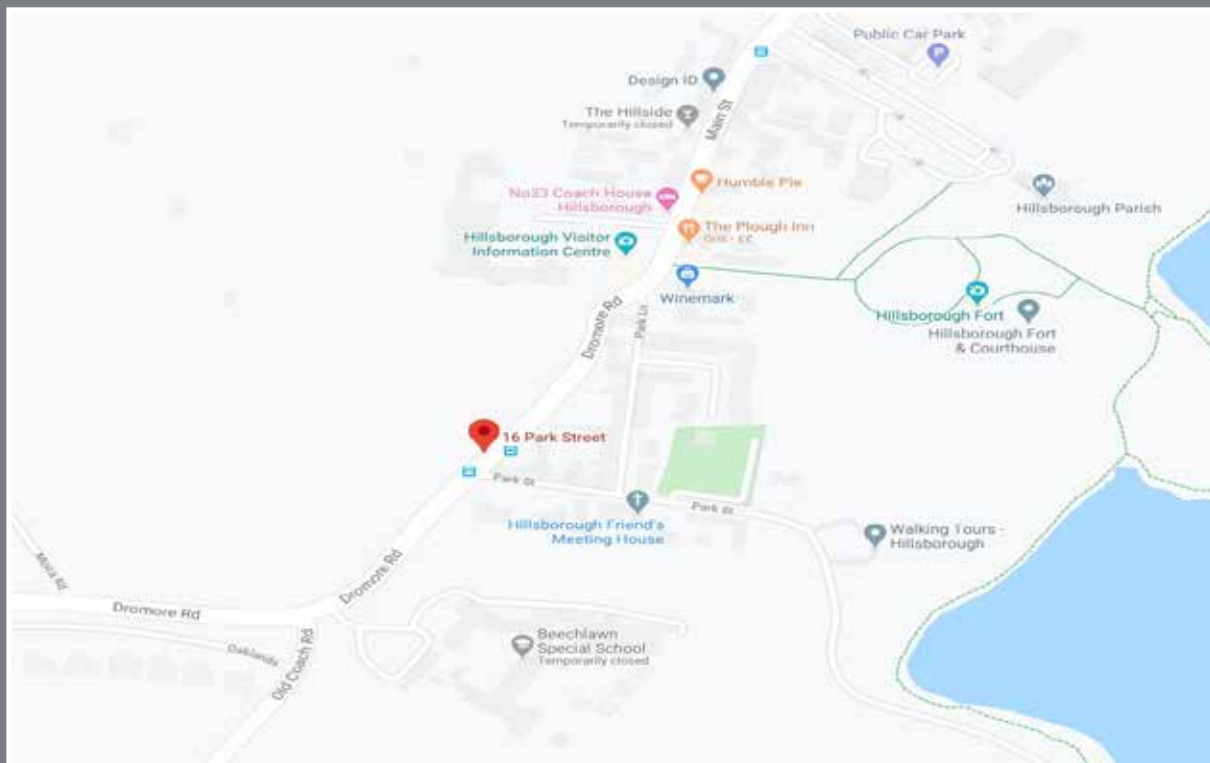 Public Car Park
P
Design ID
The Hillside
Temporarily closed
Main St
Humble Pie
No33 Coach House
Hillsborough
Hillsborough Parish
The Plough Inn
Grill • ££
Hillsborough Visitor
Information Centre
Winemark
Dromore Rd
Park Ln
Hillsborough Fort
Hillsborough Fort
& Courthouse
16 Park Street
Park St
Park St
Hillsborough Friend's
Meeting House
Walking Tours -
Hillsborough
Moira Rd
Dromore Rd
Dromore Rd
Oaklands
Old Coach Rd
Beechlawn
Special School
Temporarily closed